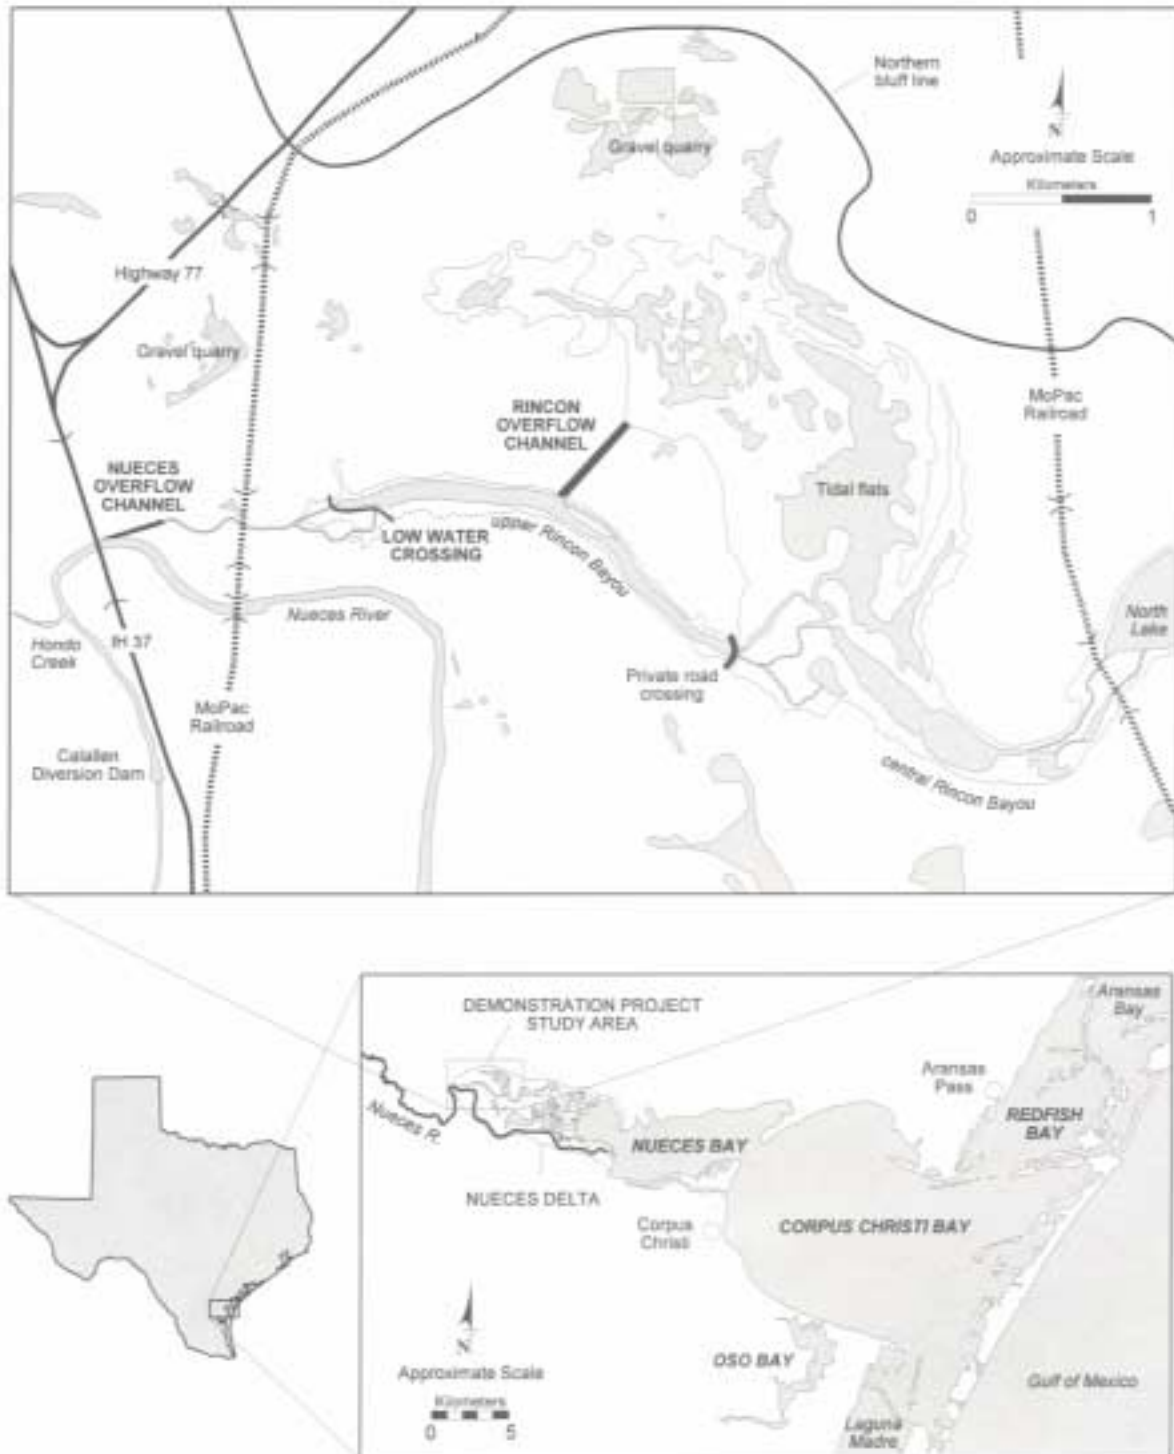 Northern
bluff line
N
Approximate Scale
Kilometers
0 1
Gravel quarry
Highway 77
Gravel quarry
MoPac
Railroad
RINCON
OVERFLOW
CHANNEL
NUECES
OVERFLOW
CHANNEL
Tidal flats
LOW WATER
CROSSING
upper Rincon Bayou
Nueces River
North
Lake
Hondo
Creek
IH 37
Private road
crossing
MoPac
Railroad
Calallen
Diversion Dam
central Rincon Bayou
DEMONSTRATION PROJECT
STUDY AREA
Aransas
Bay
Aransas
Pass
Nueces R.
REDFISH
BAY
NUECES BAY
NUECES DELTA
Corpus
Christi
CORPUS CHRISTI BAY
N
Approximate Scale
Kilometers
0 5
OSO BAY
Gulf of Mexico
Laguna
Madre